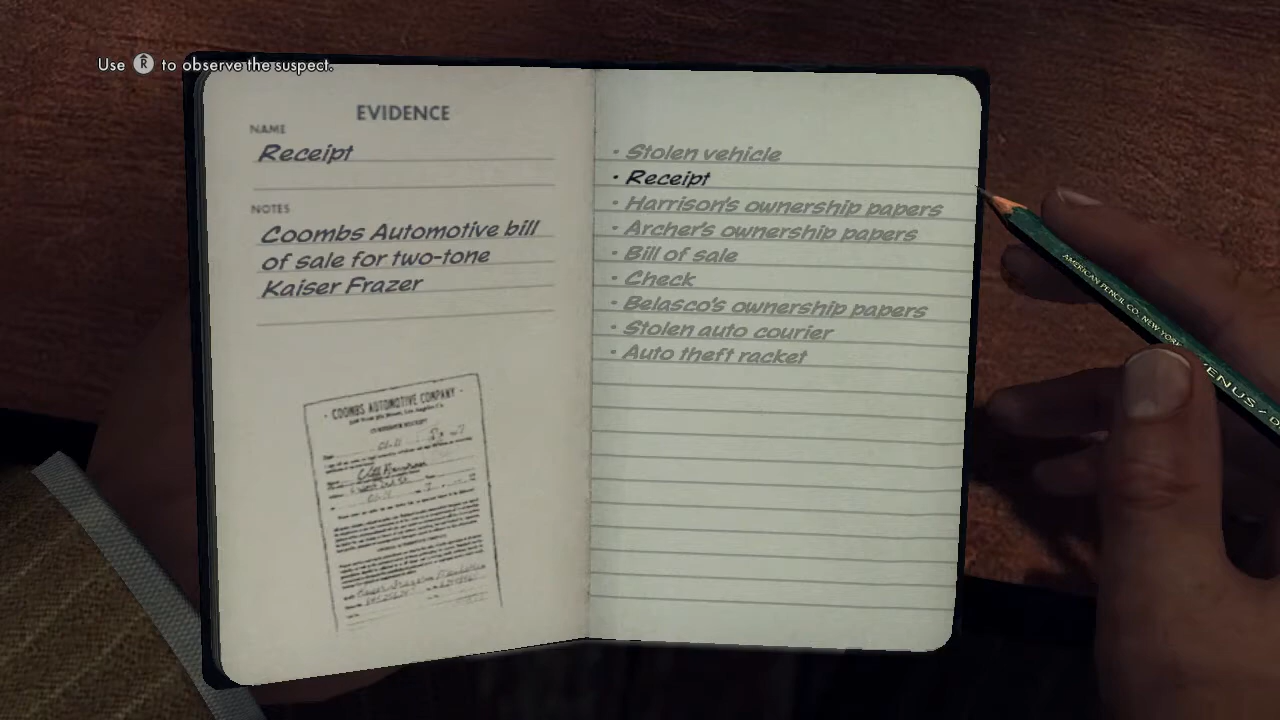 Use R to observe the suspect.
EVIDENCE
NAME
Receipt
NOTES
Coombs Automotive bill
of sale for two-tone
Kaiser Frazer
· COOMBS AUTOMOTIVE COMPANY ·
• Stolen vehicle
• Receipt
• Harrison's ownership papers
• Archer's ownership papers
• Bill of sale
• Check
• Belasco's ownership papers
• Stolen auto courier
• Auto theft racket
AMERICAN PENCIL CO. NEW YORK
VENUS